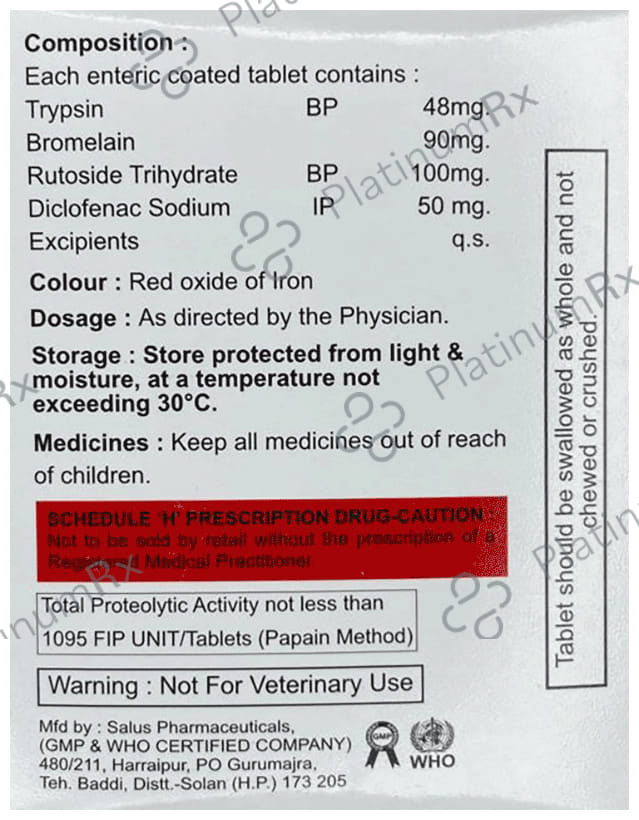 Composition :
Each enteric coated tablet contains :
Trypsin BP 48mg.
Bromelain 90mg.
Rutoside Trihydrate BP 100mg.
Diclofenac Sodium IP 50 mg.
Excipients q.s.
Colour : Red oxide of Iron
Dosage : As directed by the Physician.
Storage : Store protected from light &
moisture, at a temperature not
exceeding 30°C.
Medicines : Keep all medicines out of reach
of children.
SCHEDULE 'H' PRESCRIPTION DRUG-CAUTION :
Not to be sold by retail without the prescription of a
Registered Medical Practitioner
Total Proteolytic Activity not less than
1095 FIP UNIT/Tablets (Papain Method)
Warning : Not For Veterinary Use
Mfd by : Salus Pharmaceuticals,
(GMP & WHO CERTIFIED COMPANY)
480/211, Harraipur, PO Gurumajra,
Teh. Baddi, Distt.-Solan (H.P.) 173 205
GMP
WHO
Tablet should be swallowed as whole and not
chewed or crushed.
PlatinumRx
PlatinumRx
PlatinumRx
PlatinumRx